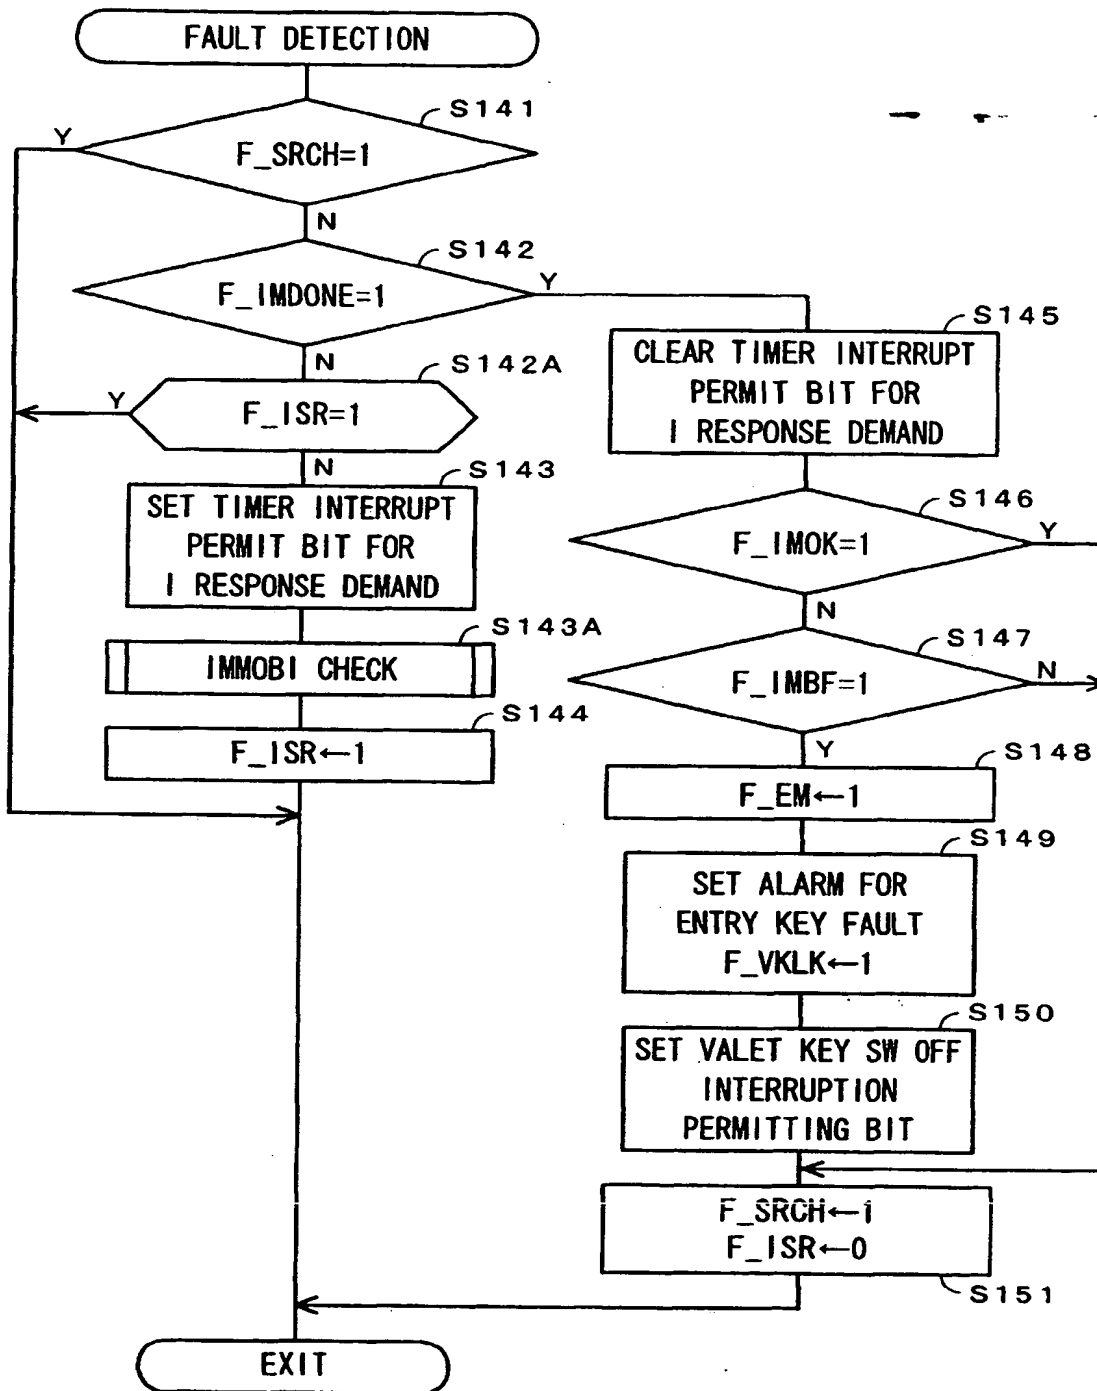 FAULT DETECTION
S141
Y
F_SRCH=1
N
S142
F_IMDONE=1
Y
N
S142A
Y
F_ISR=1
N
S143
SET TIMER INTERRUPT
PERMIT BIT FOR
I RESPONSE DEMAND
S143A
IMMOBI CHECK
S144
F_ISR←1
S145
CLEAR TIMER INTERRUPT
PERMIT BIT FOR
I RESPONSE DEMAND
S146
F_IMOK=1
Y
N
S147
F_IMBF=1
N
Y
S148
F_EM←1
S149
SET ALARM FOR
ENTRY KEY FAULT
F_VKLK←1
S150
SET VALET KEY SW OFF
INTERRUPTION
PERMITTING BIT
F_SRCH←1
F_ISR←0
S151
EXIT